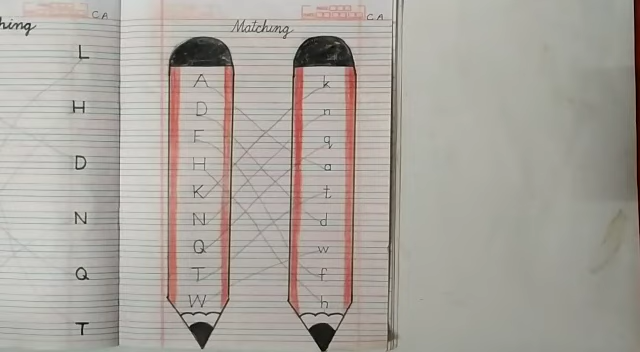 hing
C.A
L
H
D
N
Q
T
Matching
C.A
A k
D n
F q
H a
K t
N d
Q w
T f
W h